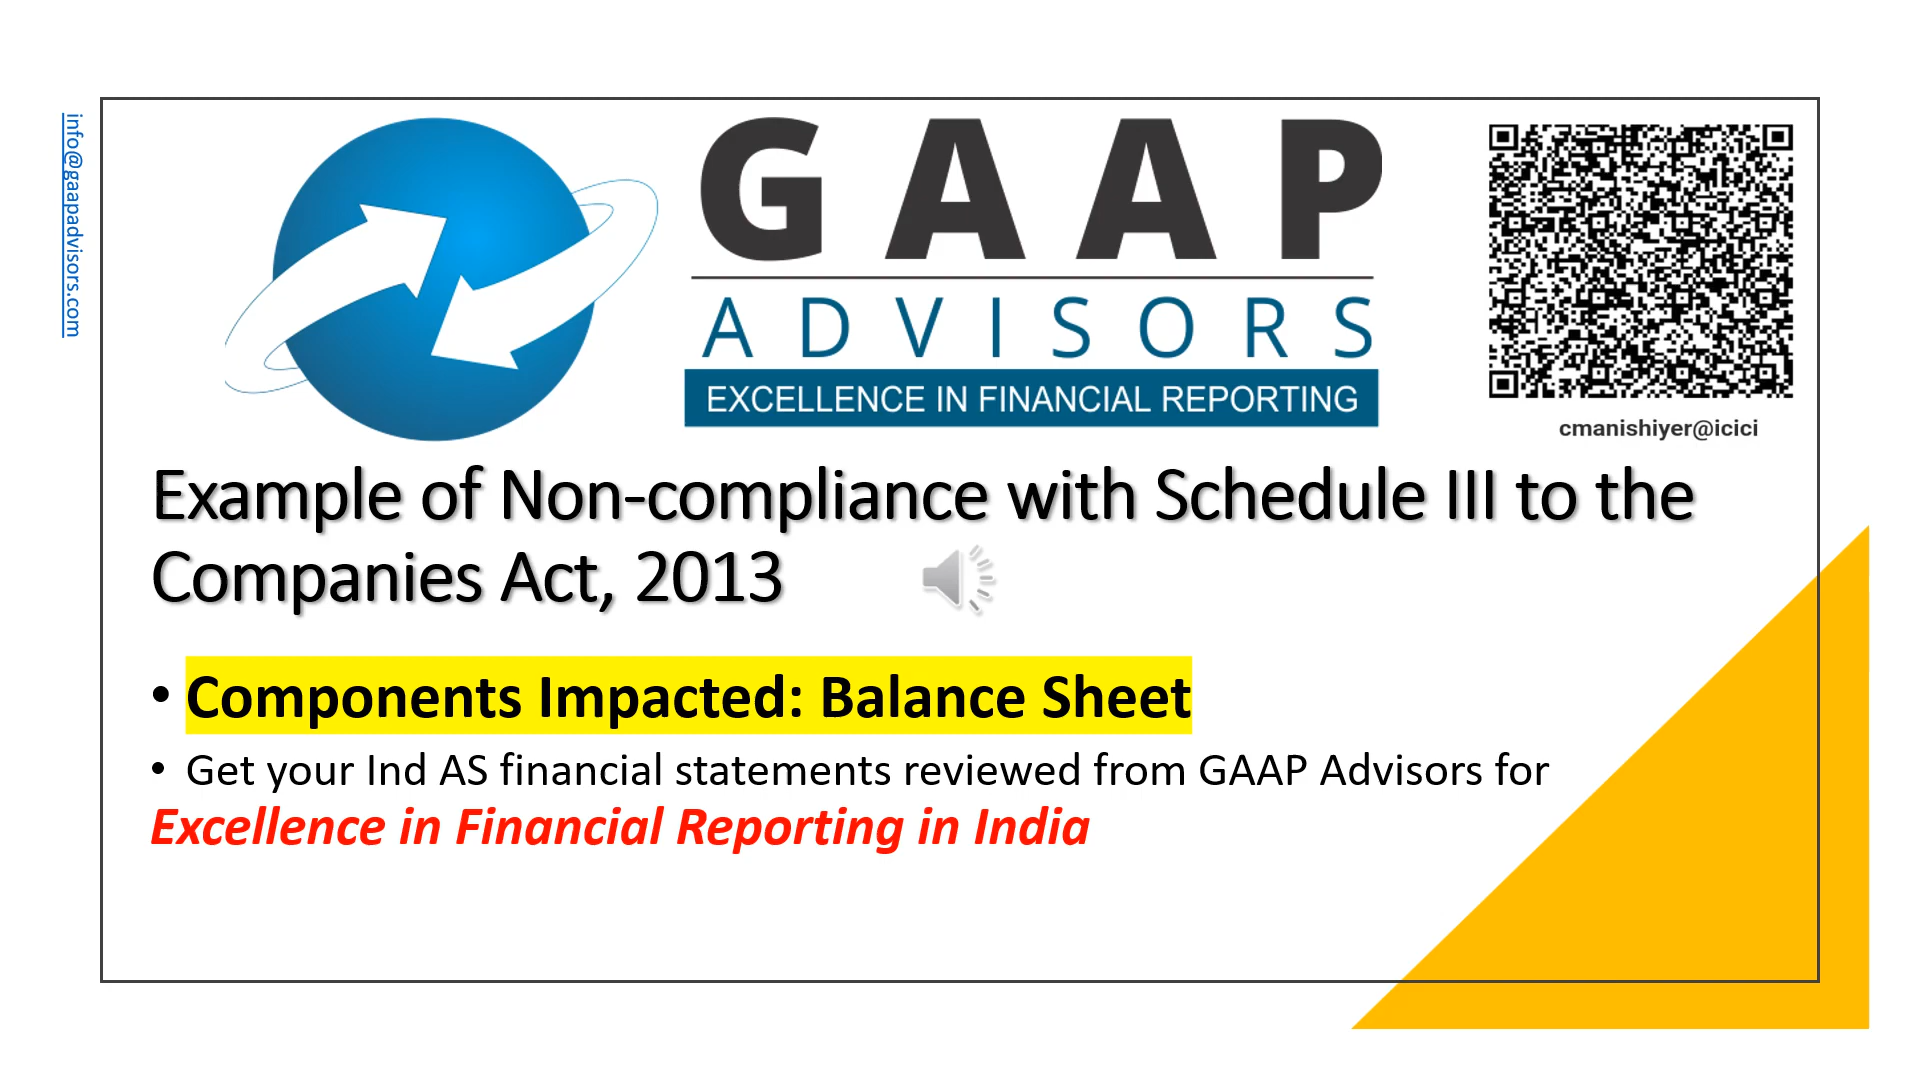 info@gaapadvisors.com
GAAP
ADVISORS
EXCELLENCE IN FINANCIAL REPORTING
cmanishiyer@icici
Example of Non-compliance with Schedule III to the
Companies Act, 2013
• Components Impacted: Balance Sheet
• Get your Ind AS financial statements reviewed from GAAP Advisors for
Excellence in Financial Reporting in India